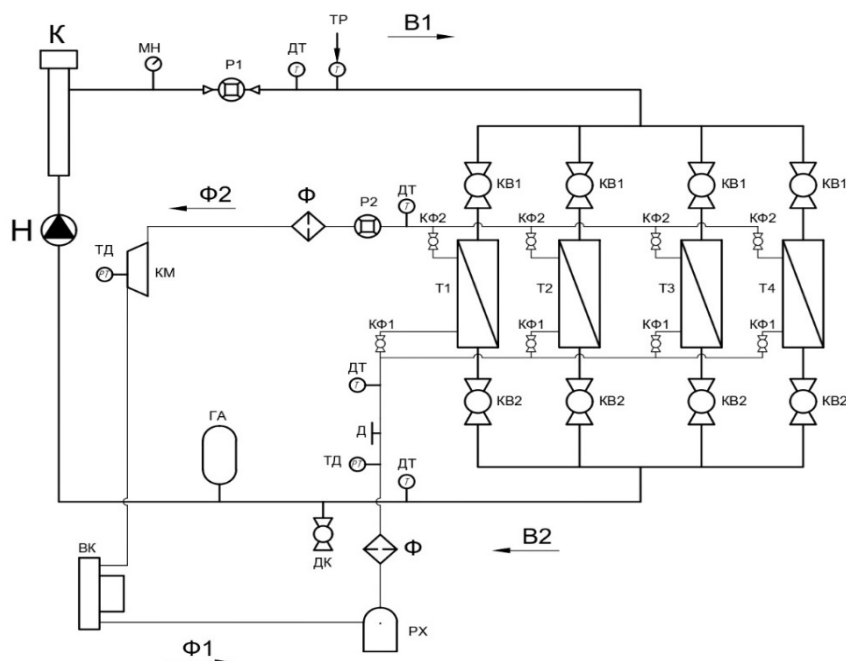 ТР
В1
К
МН
ДТ
Р1
КВ1 КВ1 КВ1 КВ1
Ф2
Ф
Р2
ДТ
КФ2 КФ2 КФ2 КФ2
Н
ТД
РТ
КМ
Т1 Т2 Т3 Т4
КФ1 КФ1 КФ1 КФ1
ДТ
Т
КВ2 КВ2 КВ2 КВ2
ГА
Д
ТД
РТ
ДТ
Т
В2
ВК
ДК
Ф
РХ
Ф1